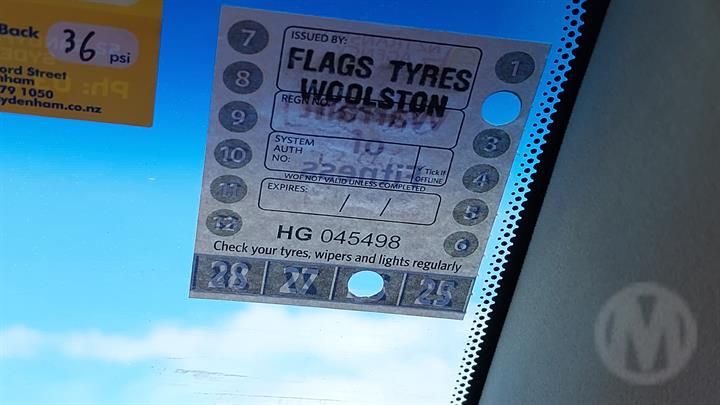 Back 36 psi
ord Street
nham
79 1050
ydenham.co.nz
7
8
9
10
11
12
ISSUED BY:
FLAGS TYRES
WOOLSTON
REGN NO:
SYSTEM
AUTH
NO:
✓ Tick if
OFFLINE
WOF NOT VALID UNLESS COMPLETED
EXPIRES: / /
HG 045498
Check your tyres, wipers and lights regularly
1
3
4
5
6
28 27 25
M